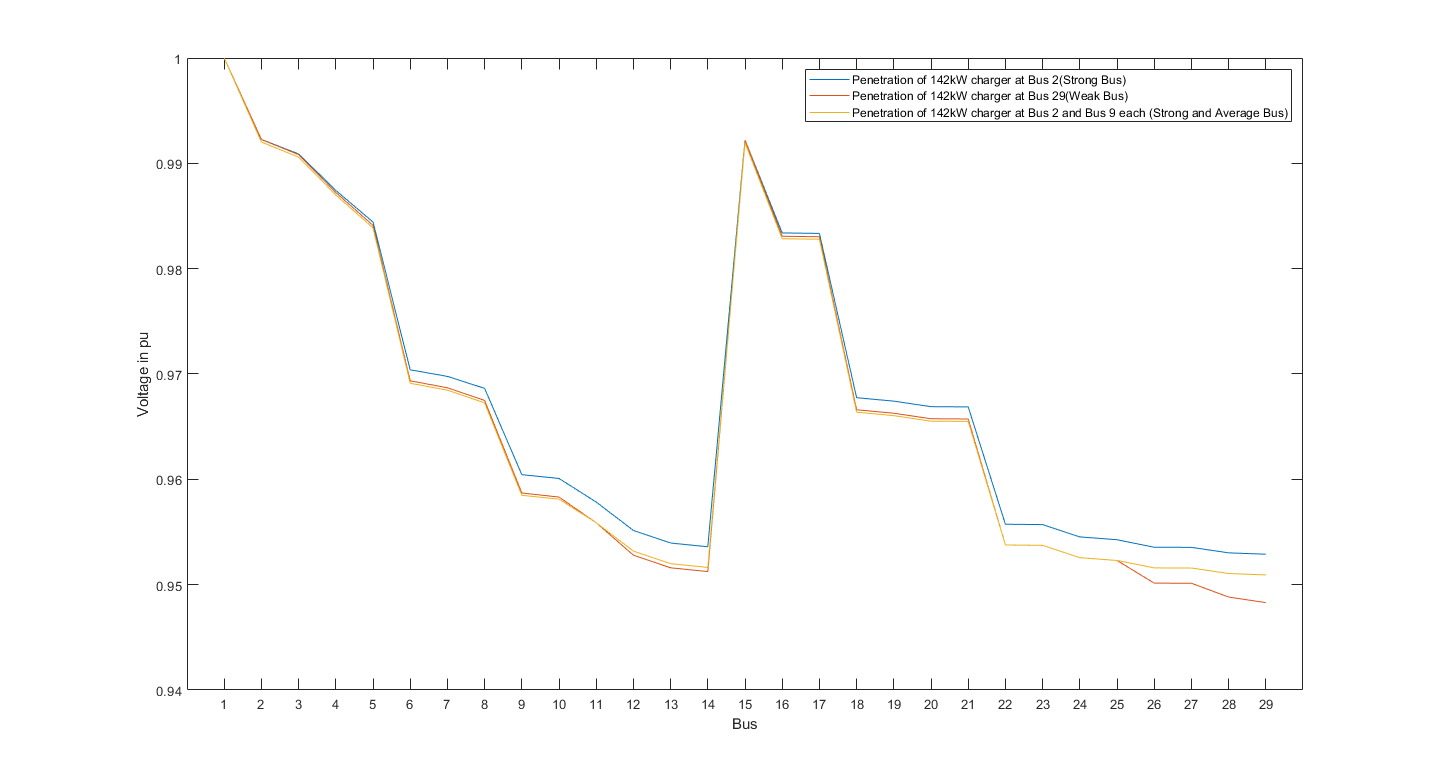 Penetration of 142kW charger at Bus 2(Strong Bus)
Penetration of 142kW charger at Bus 29(Weak Bus)
Penetration of 142kW charger at Bus 2 and Bus 9 each (Strong and Average Bus)
1
0.99
0.98
0.97
0.96
0.95
0.94
Voltage in pu
1 2 3 4 5 6 7 8 9 10 11 12 13 14 15 16 17 18 19 20 21 22 23 24 25 26 27 28 29
Bus